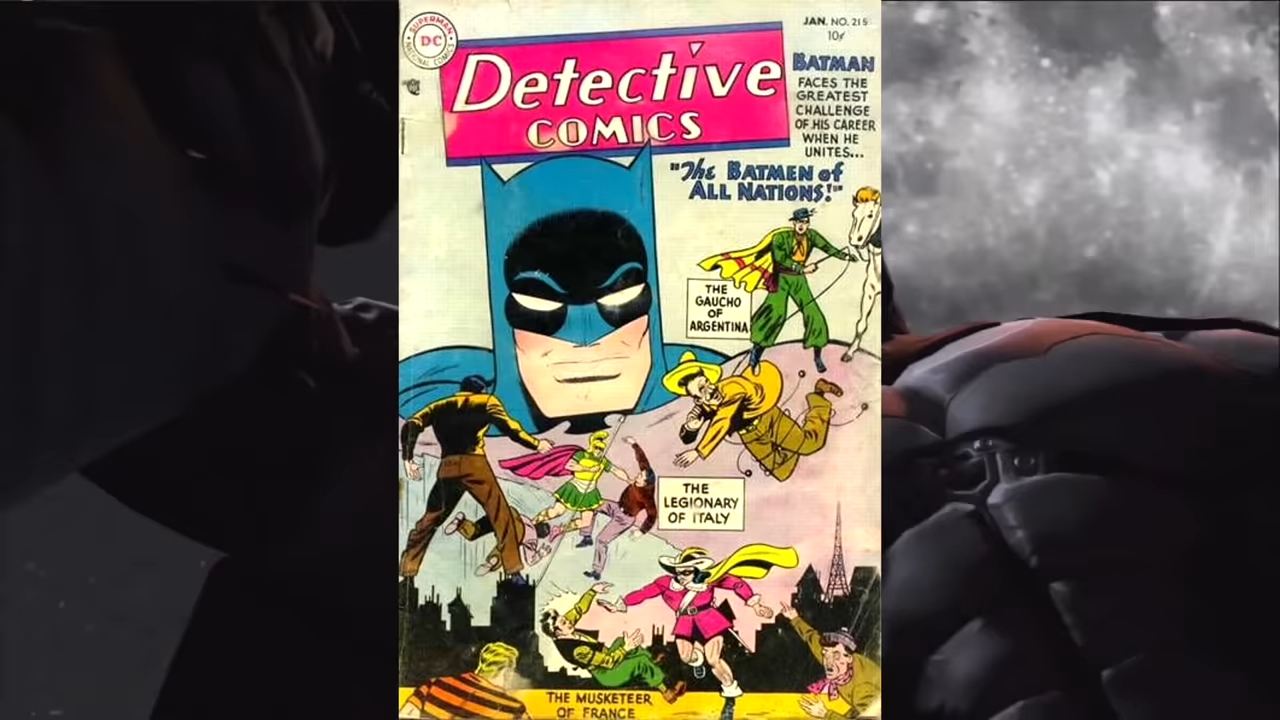 SUPERMAN
DC
NATIONAL COMICS
JAN. NO. 215
10¢
Detective
COMICS
BATMAN
FACES THE
GREATEST
CHALLENGE
OF HIS CAREER
WHEN HE
UNITES...
"The BATMEN of
ALL NATIONS!"
THE
GAUCHO
OF
ARGENTINA
THE
LEGIONARY
OF ITALY
THE MUSKETEER
OF FRANCE